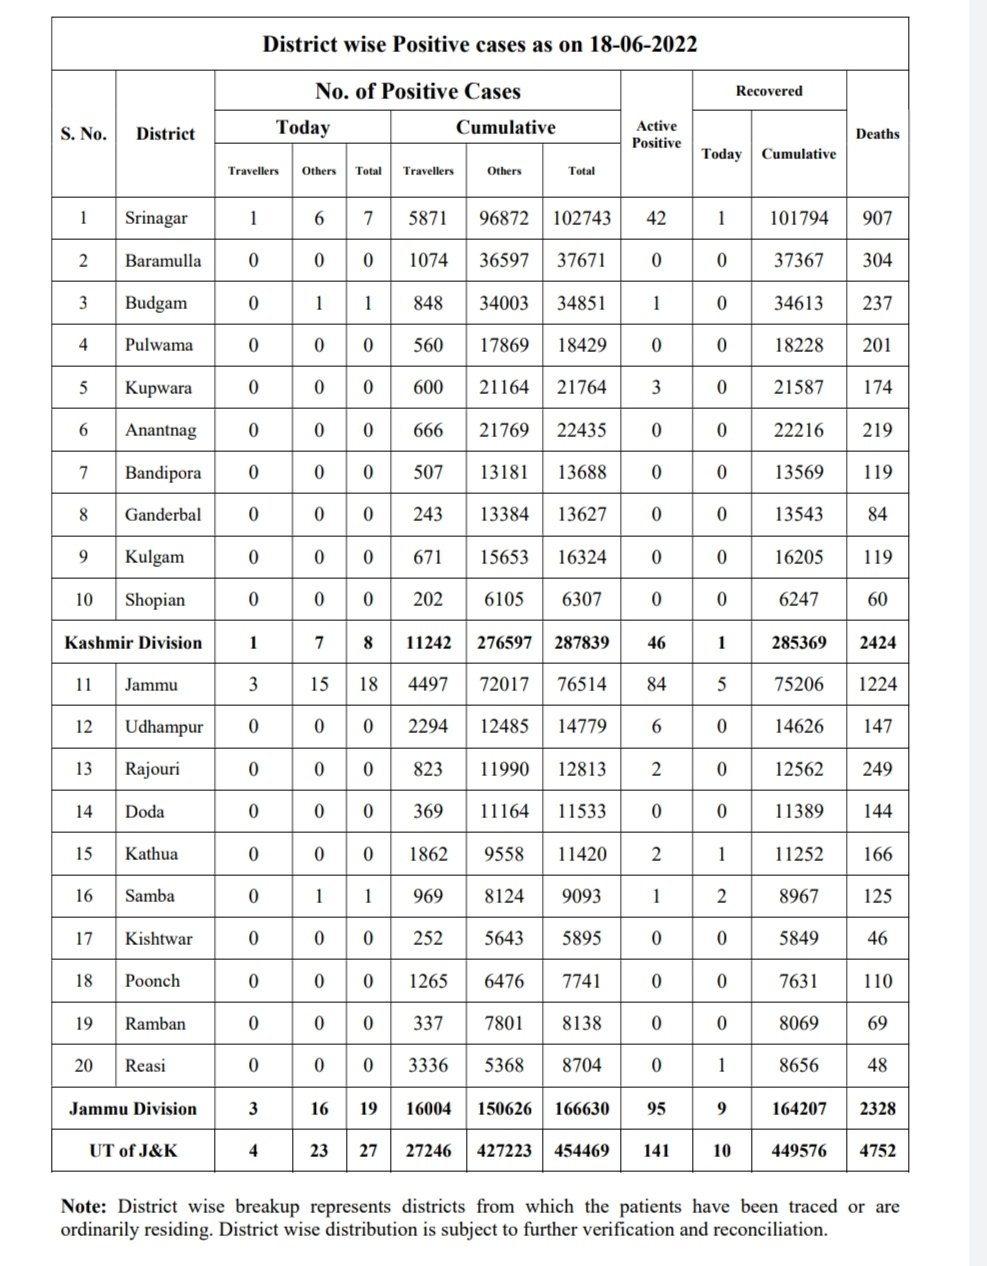 District wise Positive cases as on 18-06-2022
S. No. District No. of Positive Cases Active Positive Recovered Deaths
Today Cumulative Today Cumulative
Travellers Others Total Travellers Others Total
1 Srinagar 1 6 7 5871 96872 102743 42 1 101794 907
2 Baramulla 0 0 0 1074 36597 37671 0 0 37367 304
3 Budgam 0 1 1 848 34003 34851 1 0 34613 237
4 Pulwama 0 0 0 560 17869 18429 0 0 18228 201
5 Kupwara 0 0 0 600 21164 21764 3 0 21587 174
6 Anantnag 0 0 0 666 21769 22435 0 0 22216 219
7 Bandipora 0 0 0 507 13181 13688 0 0 13569 119
8 Ganderbal 0 0 0 243 13384 13627 0 0 13543 84
9 Kulgam 0 0 0 671 15653 16324 0 0 16205 119
10 Shopian 0 0 0 202 6105 6307 0 0 6247 60
Kashmir Division 1 7 8 11242 276597 287839 46 1 285369 2424
11 Jammu 3 15 18 4497 72017 76514 84 5 75206 1224
12 Udhampur 0 0 0 2294 12485 14779 6 0 14626 147
13 Rajouri 0 0 0 823 11990 12813 2 0 12562 249
14 Doda 0 0 0 369 11164 11533 0 0 11389 144
15 Kathua 0 0 0 1862 9558 11420 2 1 11252 166
16 Samba 0 1 1 969 8124 9093 1 2 8967 125
17 Kishtwar 0 0 0 252 5643 5895 0 0 5849 46
18 Poonch 0 0 0 1265 6476 7741 0 0 7631 110
19 Ramban 0 0 0 337 7801 8138 0 0 8069 69
20 Reasi 0 0 0 3336 5368 8704 0 1 8656 48
Jammu Division 3 16 19 16004 150626 166630 95 9 164207 2328
UT of J&K 4 23 27 27246 427223 454469 141 10 449576 4752
Note: District wise breakup represents districts from which the patients have been traced or are
ordinarily residing. District wise distribution is subject to further verification and reconciliation.